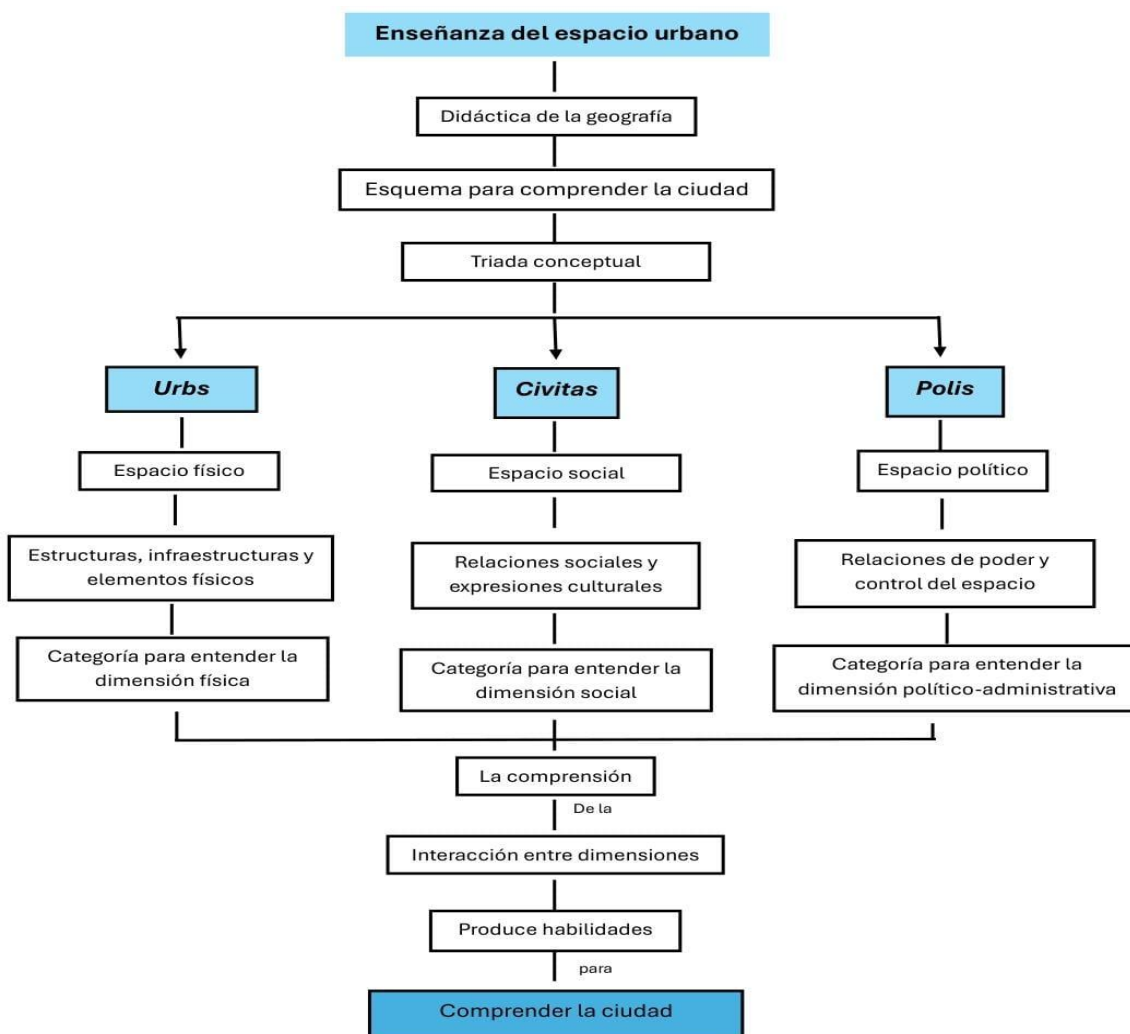 Enseñanza del espacio urbano
Didáctica de la geografía
Esquema para comprender la ciudad
Triada conceptual
Urbs
Civitas
Polis
Espacio físico
Espacio social
Espacio político
Estructuras, infraestructuras y
elementos físicos
Relaciones sociales y
expresiones culturales
Relaciones de poder y
control del espacio
Categoría para entender la
dimensión física
Categoría para entender la
dimensión social
Categoría para entender la
dimensión político-administrativa
La comprensión
De la
Interacción entre dimensiones
Produce habilidades
para
Comprender la ciudad